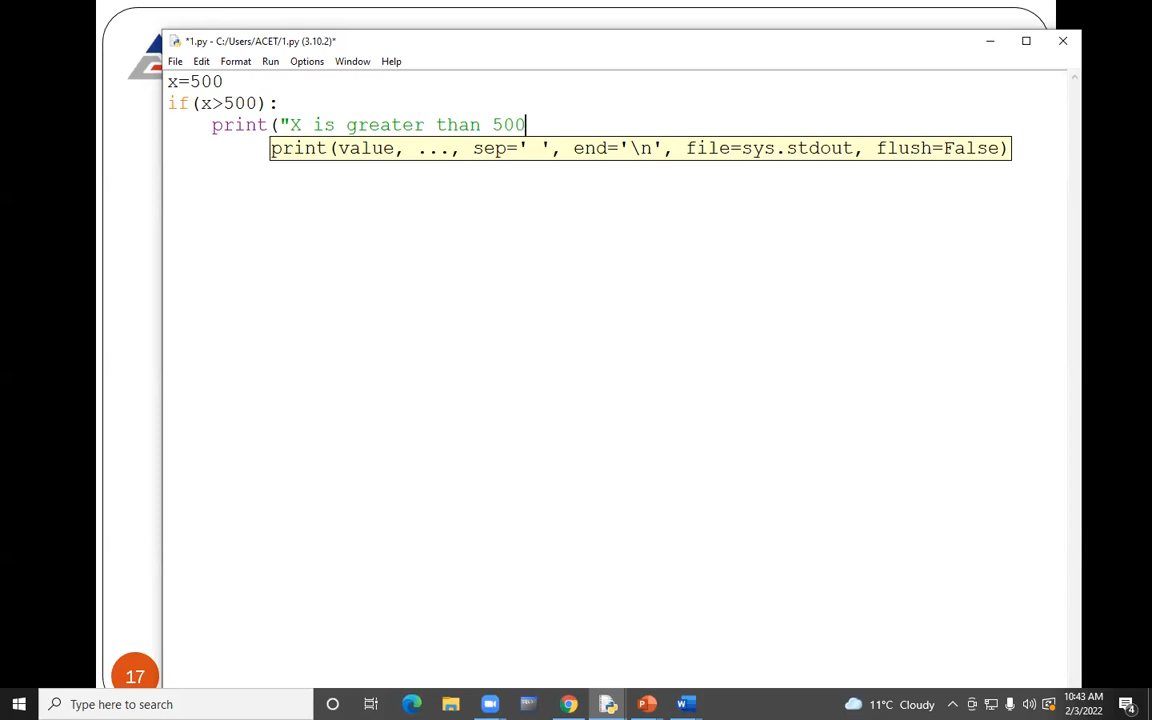 *1.py - C:/Users/ACET/1.py (3.10.2)*
File Edit Format Run Options Window Help
x=500
if(x>500):
    print("X is greater than 500
print(value, ..., sep=' ', end='\n', file=sys.stdout, flush=False)
17
Type here to search
11°C Cloudy
10:43 AM
2/3/2022
4